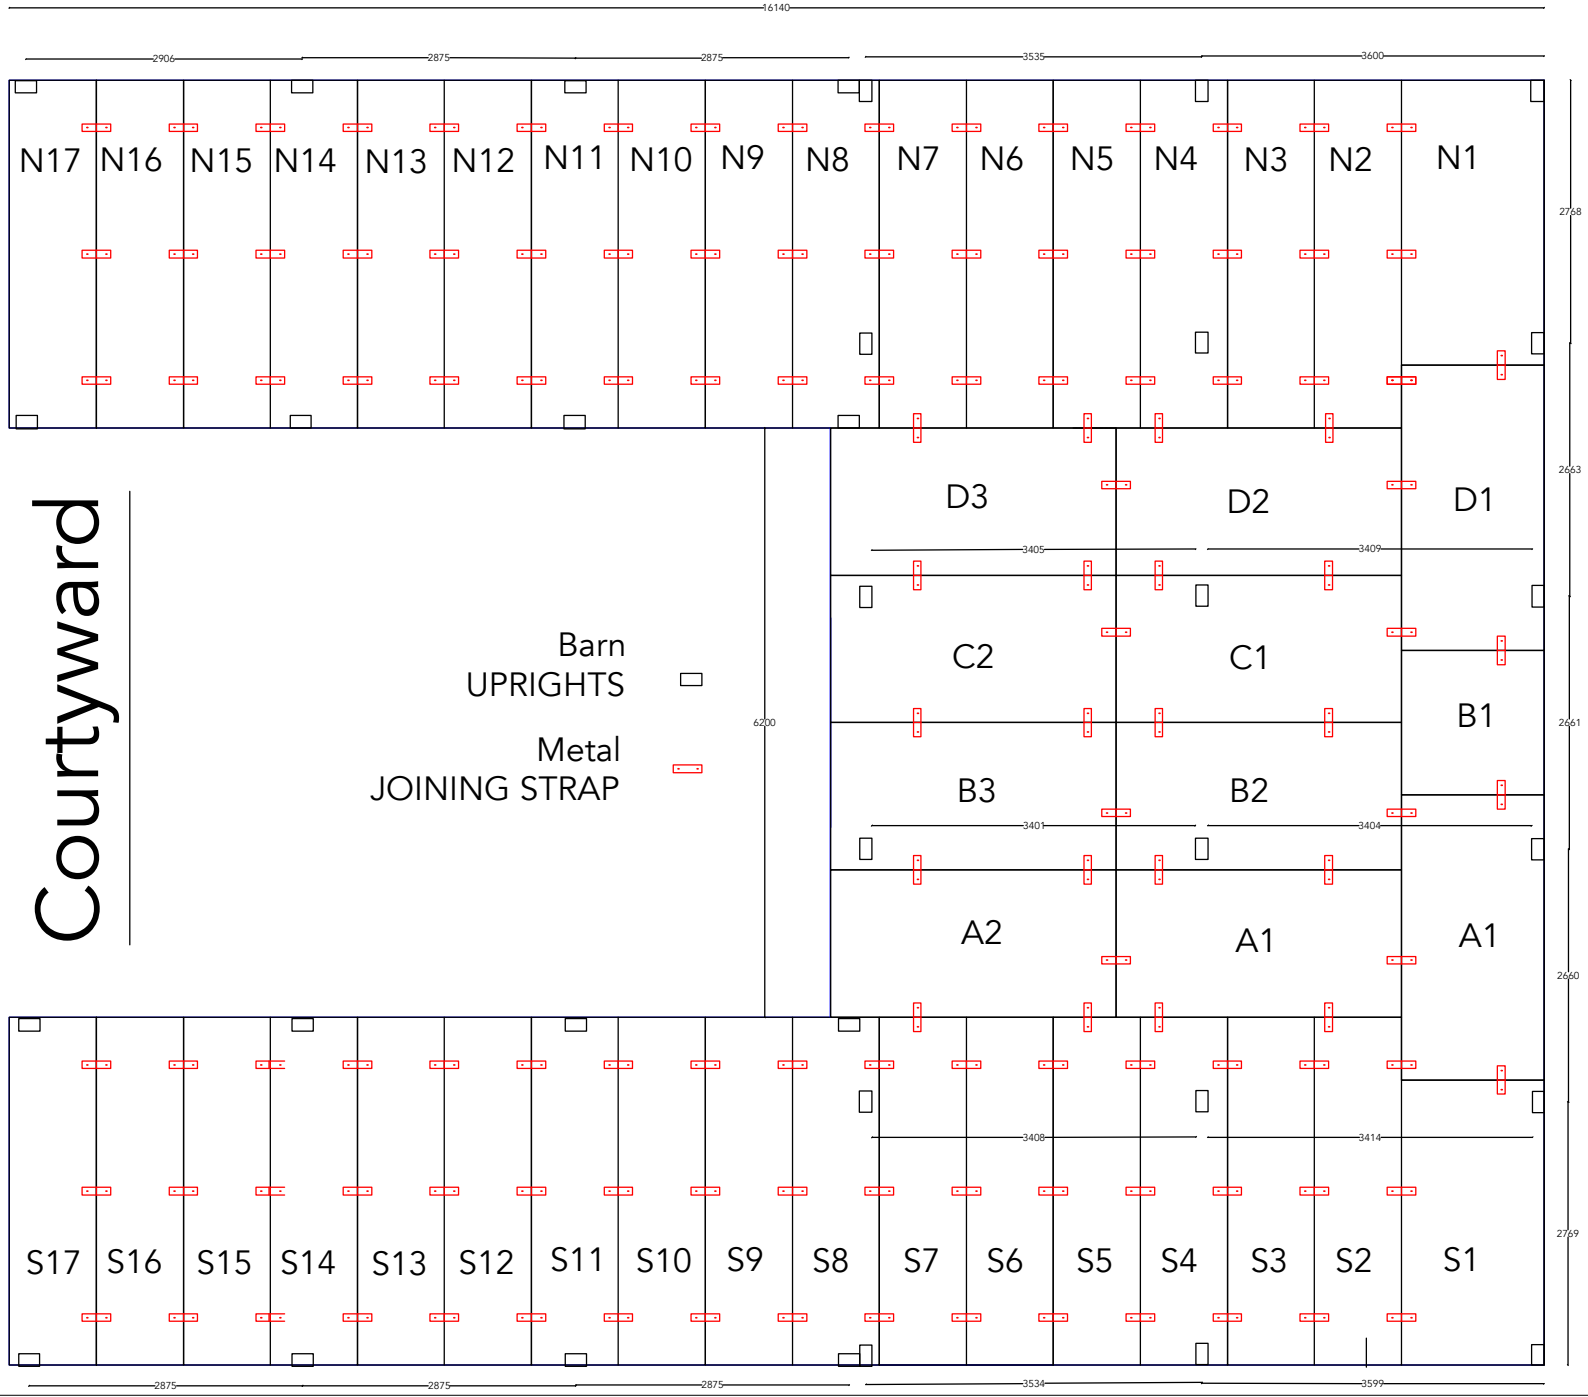 16140
2906
2875
2875
3535
3600
N17
N16
N15
N14
N13
N12
N11
N10
N9
N8
N7
N6
N5
N4
N3
N2
N1
2768
2663
D3
D2
D1
3405
3409
Courtyward
Barn
UPRIGHTS
C2
C1
B1
6200
2661
Metal
JOINING STRAP
B3
B2
3401
3404
A2
A1
A1
2660
3408
3414
2769
S17
S16
S15
S14
S13
S12
S11
S10
S9
S8
S7
S6
S5
S4
S3
S2
S1
2875
2875
2875
3534
3599